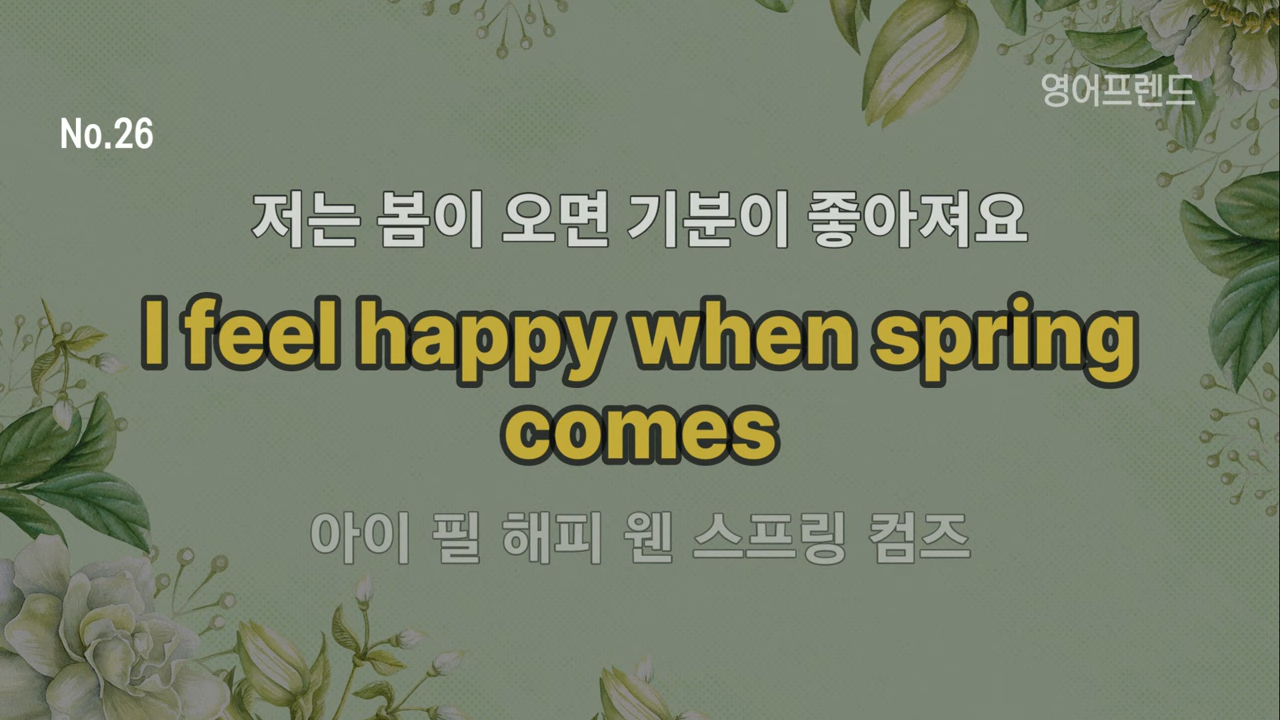 영어프렌드
No.26
저는 봄이 오면 기분이 좋아져요
I feel happy when spring
comes
아이 필 해피 웬 스프링 컴즈